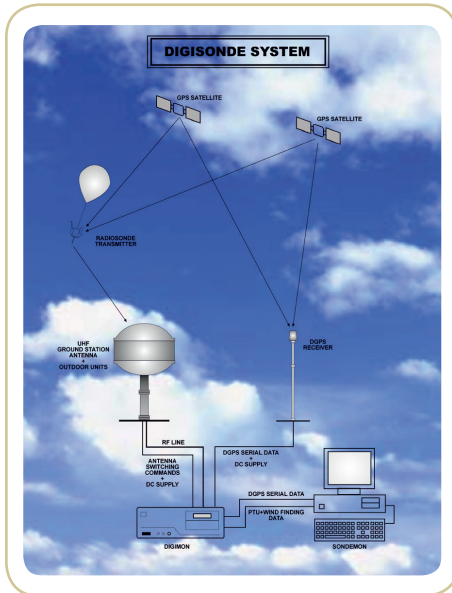 DIGISONDE SYSTEM
GPS SATELLITE
GPS SATELLITE
RADIOSONDE
TRANSMITTER
UHF
GROUND STATION
ANTENNA
+
OUTDOOR UNITS
DGPS
RECEIVER
RF LINE
ANTENNA
SWITCHING
COMMANDS
+
DC SUPPLY
DGPS SERIAL DATA
+
DC SUPPLY
DGPS SERIAL DATA
PTU+WIND FINDING
DATA
DIGIMON
SONDEMON